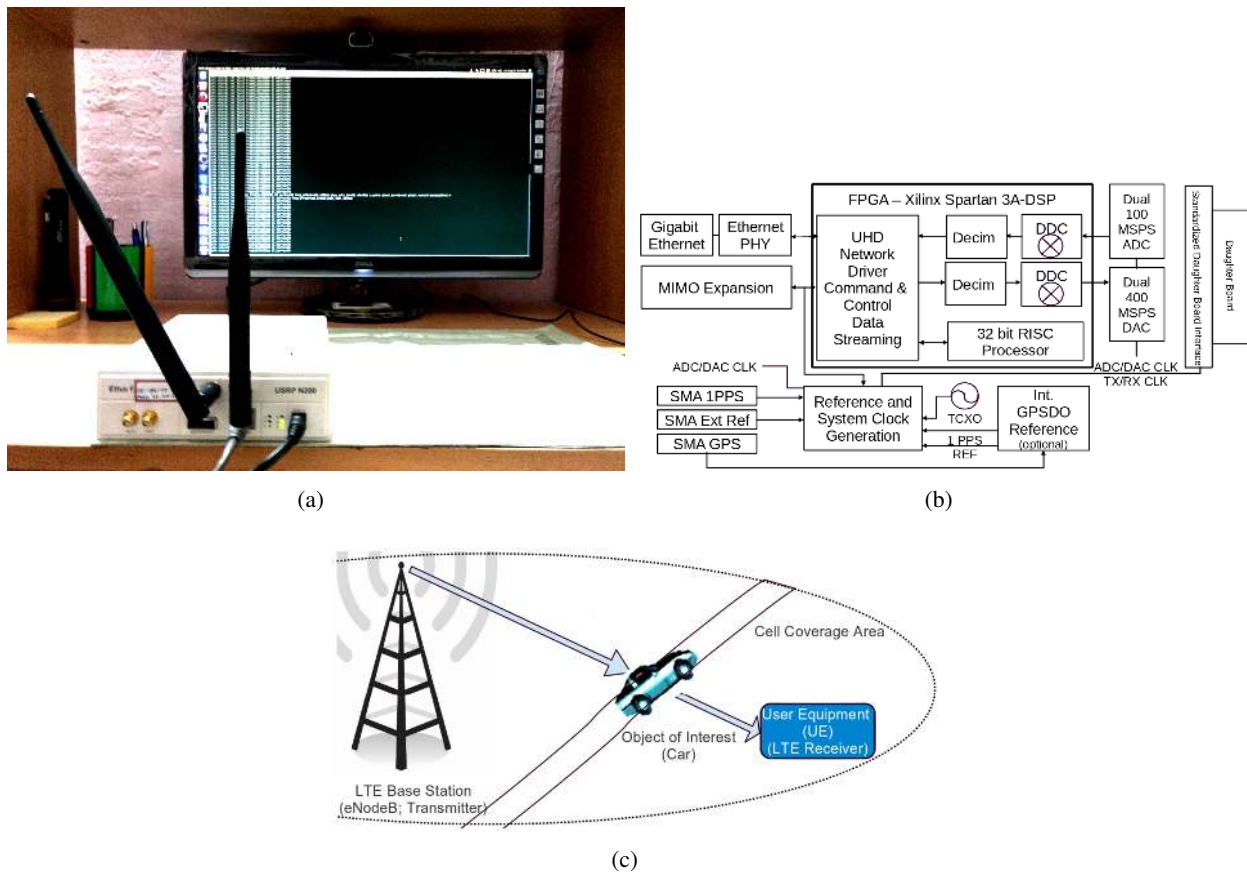 Ettus
USRP N200
DELL
(a)
FPGA – Xilinx Spartan 3A-DSP
Gigabit
Ethernet
Ethernet
PHY
MIMO Expansion
UHD
Network
Driver
Command &
Control
Data
Streaming
Decim
DDC
Decim
DDC
32 bit RISC
Processor
Dual
100
MSPS
ADC
Dual
400
MSPS
DAC
Standardized Daughter Board Interface
Daughter Board
ADC/DAC CLK
ADC/DAC CLK
TX/RX CLK
SMA 1PPS
SMA Ext Ref
SMA GPS
Reference and
System Clock
Generation
TCXO
1 PPS
REF
Int.
GPSDO
Reference
(optional)
(b)
Cell Coverage Area
Object of Interest
(Car)
User Equipment
(UE)
(LTE Receiver)
LTE Base Station
(eNodeB; Transmitter)
(c)